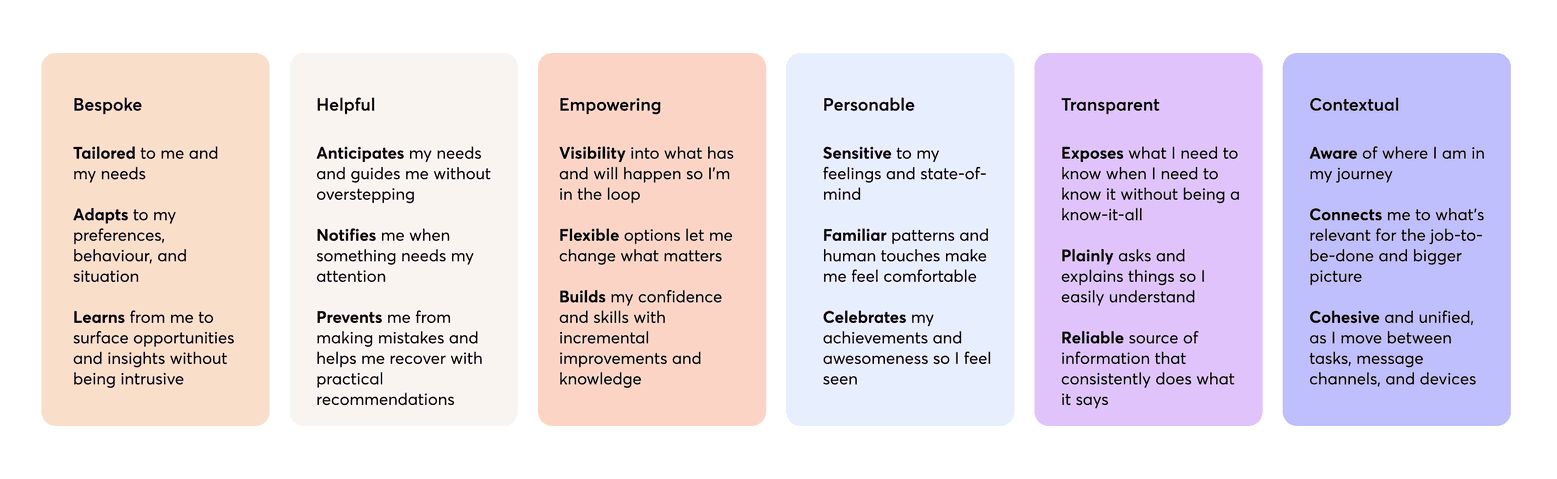 Bespoke
Tailored to me and
my needs
Adapts to my
preferences,
behaviour, and
situation
Learns from me to
surface opportunities
and insights without
being intrusive
Helpful
Anticipates my needs
and guides me without
overstepping
Notifies me when
something needs my
attention
Prevents me from
making mistakes and
helps me recover with
practical
recommendations
Empowering
Visibility into what has
and will happen so I'm
in the loop
Flexible options let me
change what matters
Builds my confidence
and skills with
incremental
improvements and
knowledge
Personable
Sensitive to my
feelings and state-of-
mind
Familiar patterns and
human touches make
me feel comfortable
Celebrates my
achievements and
awesomeness so I feel
seen
Transparent
Exposes what I need to
know when I need to
know it without being a
know-it-all
Plainly asks and
explains things so I
easily understand
Reliable source of
information that
consistently does what
it says
Contextual
Aware of where I am in
my journey
Connects me to what's
relevant for the job-to-
be-done and bigger
picture
Cohesive and unified,
as I move between
tasks, message
channels, and devices